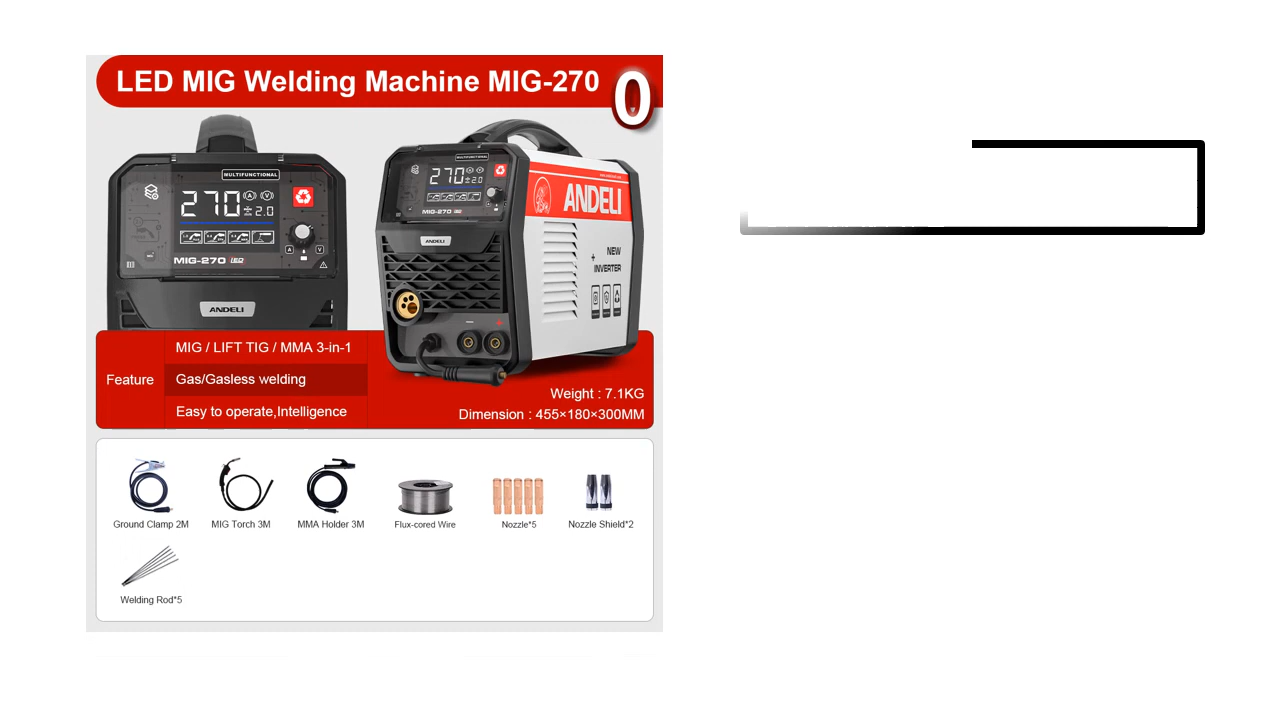 LED MIG Welding Machine MIG-270
0
MULTIFUNCTIONAL
270 (A) (V)
2.0
A V
MIG-270 LED
ANDELI
MULTIFUNCTIONAL
270
±2.0
MIG-270
ANDELI
ANDELI
NEW
INVERTER
Feature
MIG / LIFT TIG / MMA 3-in-1
Gas/Gasless welding
Easy to operate,Intelligence
Weight : 7.1KG
Dimension : 455×180×300MM
Ground Clamp 2M
MIG Torch 3M
MMA Holder 3M
Flux-cored Wire
Nozzle*5
Nozzle Shield*2
Welding Rod*5